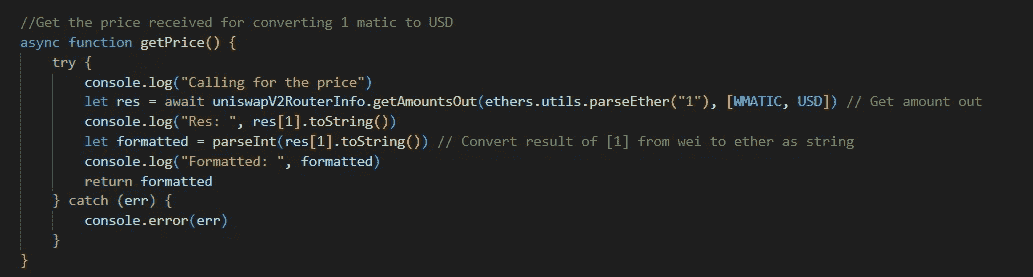 //Get the price received for converting 1 matic to USD
async function getPrice() {
    try {
        console.log("Calling for the price")
        let res = await uniswapV2RouterInfo.getAmountsOut(ethers.utils.parseEther("1"), [WMATIC, USD]) // Get amount out
        console.log("Res: ", res[1].toString())
        let formatted = parseInt(res[1].toString()) // Convert result of [1] from wei to ether as string
        console.log("Formatted: ", formatted)
        return formatted
    } catch (err) {
        console.error(err)
    }
}